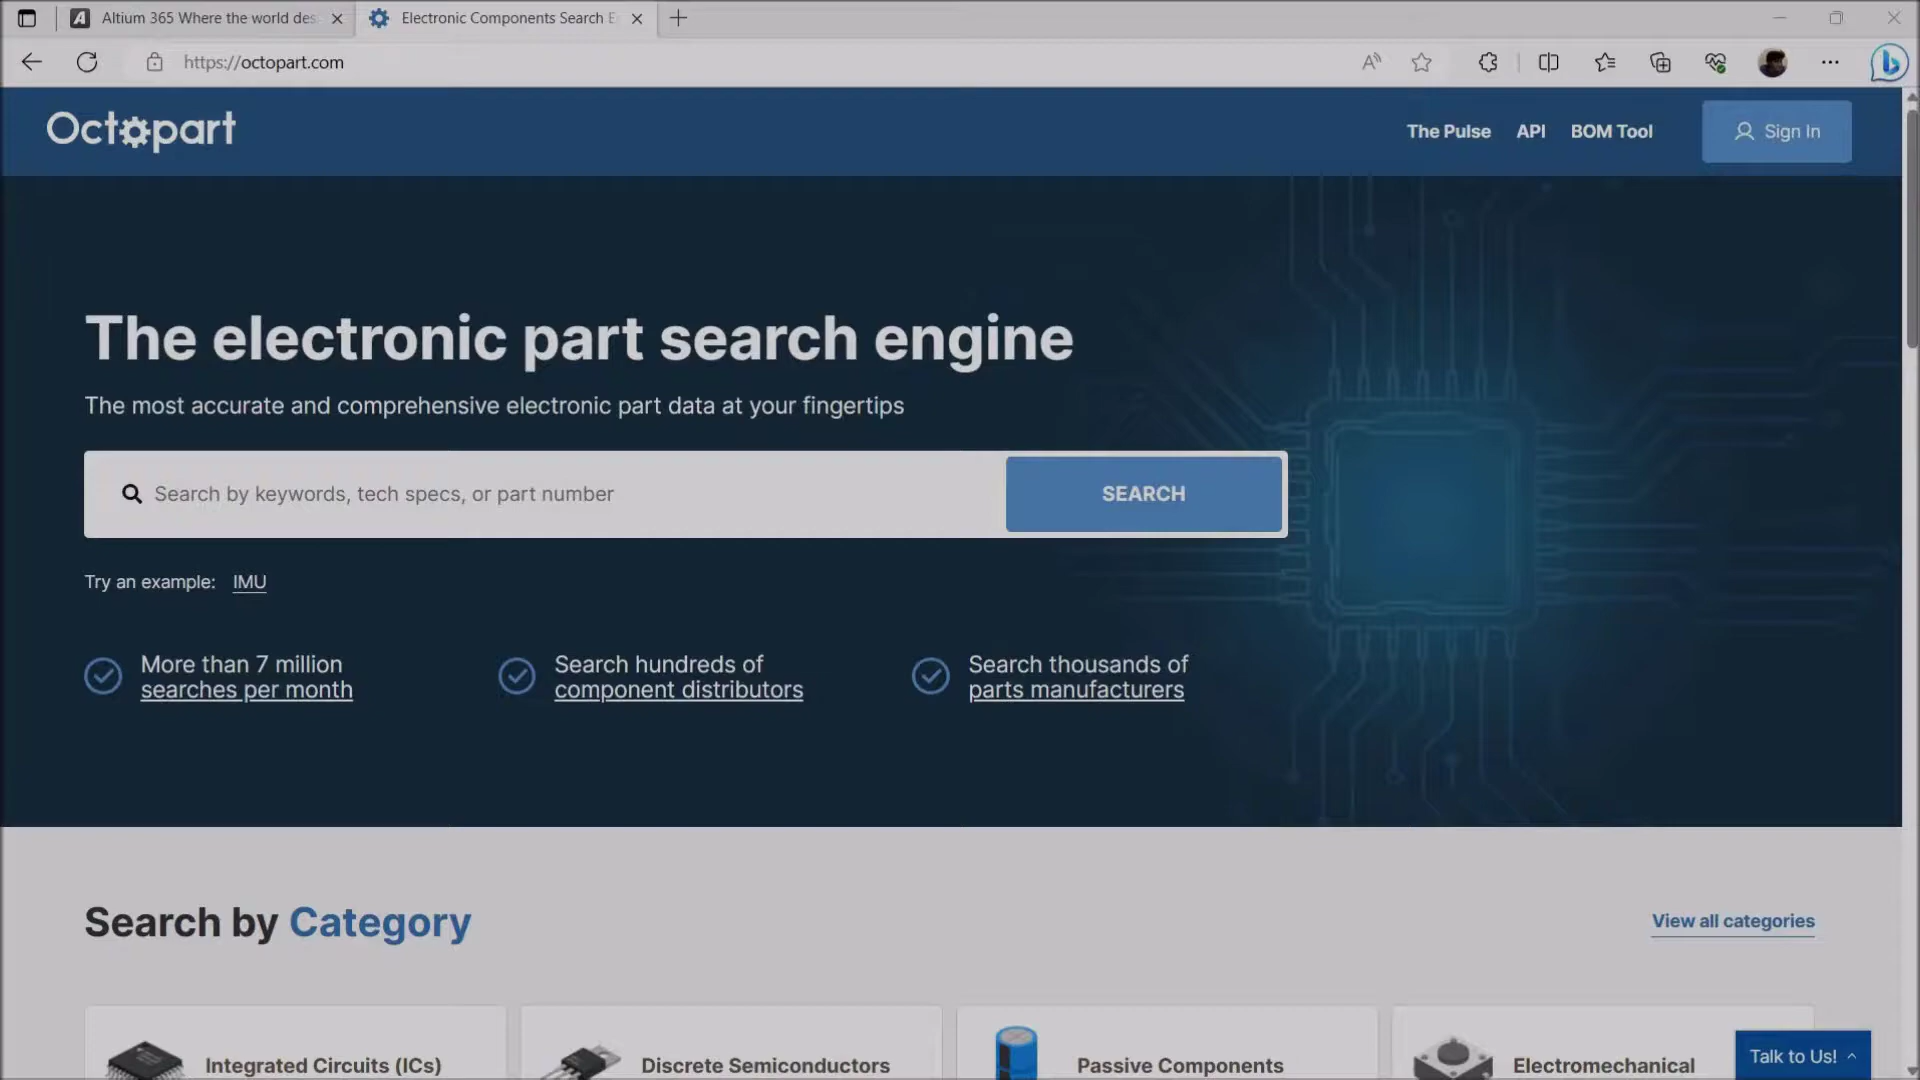 Altium 365 Where the world des
Electronic Components Search E
https://octopart.com
Octopart
The Pulse
API
BOM Tool
Sign In
The electronic part search engine
The most accurate and comprehensive electronic part data at your fingertips
Search by keywords, tech specs, or part number
SEARCH
Try an example: IMU
More than 7 million
searches per month
Search hundreds of
component distributors
Search thousands of
parts manufacturers
Search by Category
View all categories
Integrated Circuits (ICs)
Discrete Semiconductors
Passive Components
Electromechanical
Talk to Us!